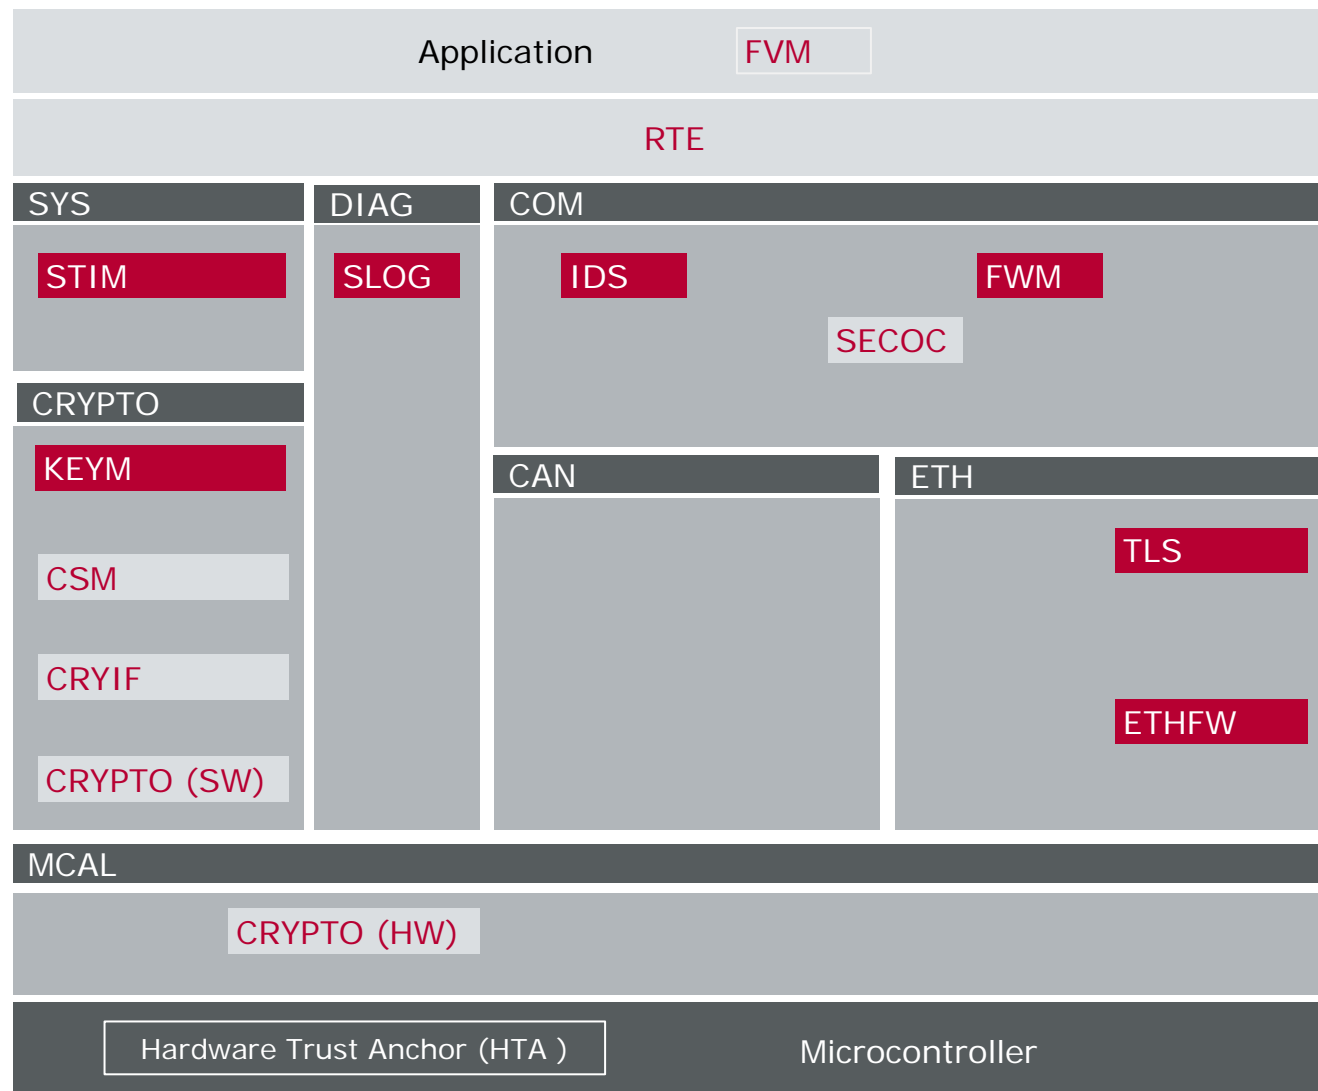 Application
FVM
RTE
SYS
STIM
DIAG
SLOG
COM
IDS
FWM
SECOC
CRYPTO
KEYM
CSM
CRYIF
CRYPTO (SW)
CAN
ETH
TLS
ETHFW
MCAL
CRYPTO (HW)
Hardware Trust Anchor (HTA )
Microcontroller